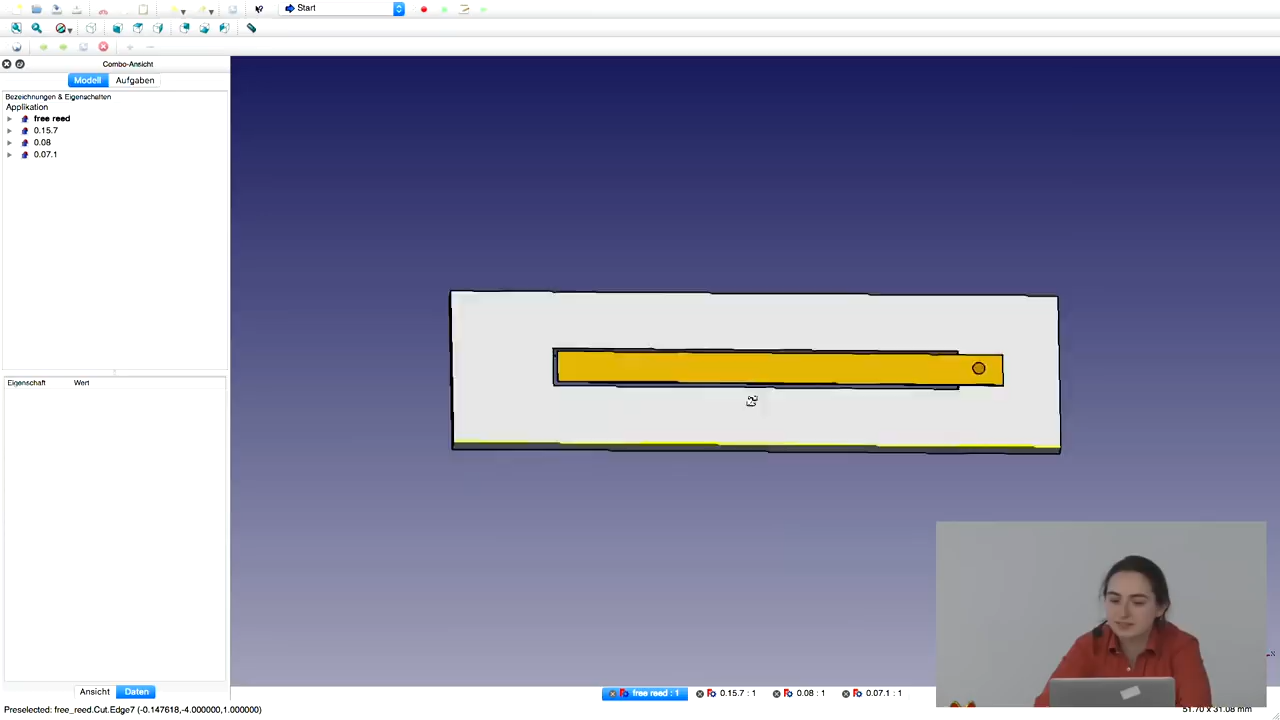 Start
Combo-Ansicht
Modell Aufgaben
Bezeichnungen & Eigenschaften
Applikation
free reed
0.15.7
0.08
0.07.1
Eigenschaft Wert
Ansicht Daten
free reed : 1 0.15.7 : 1 0.08 : 1 0.07.1 : 1
Preselected: free_reed.Cut.Edge7 (-0.147618,-4.000000,1.000000)
51.70 x 31.08 mm